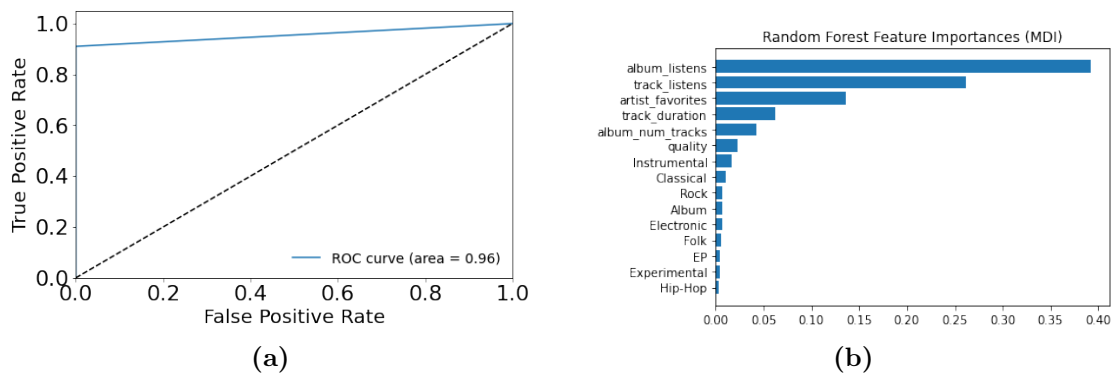 1.0
0.8
0.6
0.4
0.2
0.0
True Positive Rate
ROC curve (area = 0.96)
0.0 0.2 0.4 0.6 0.8 1.0
False Positive Rate
(a)
Random Forest Feature Importances (MDI)
album_listens
track_listens
artist_favorites
track_duration
album_num_tracks
quality
Instrumental
Classical
Rock
Album
Electronic
Folk
EP
Experimental
Hip-Hop
0.00 0.05 0.10 0.15 0.20 0.25 0.30 0.35 0.40
(b)